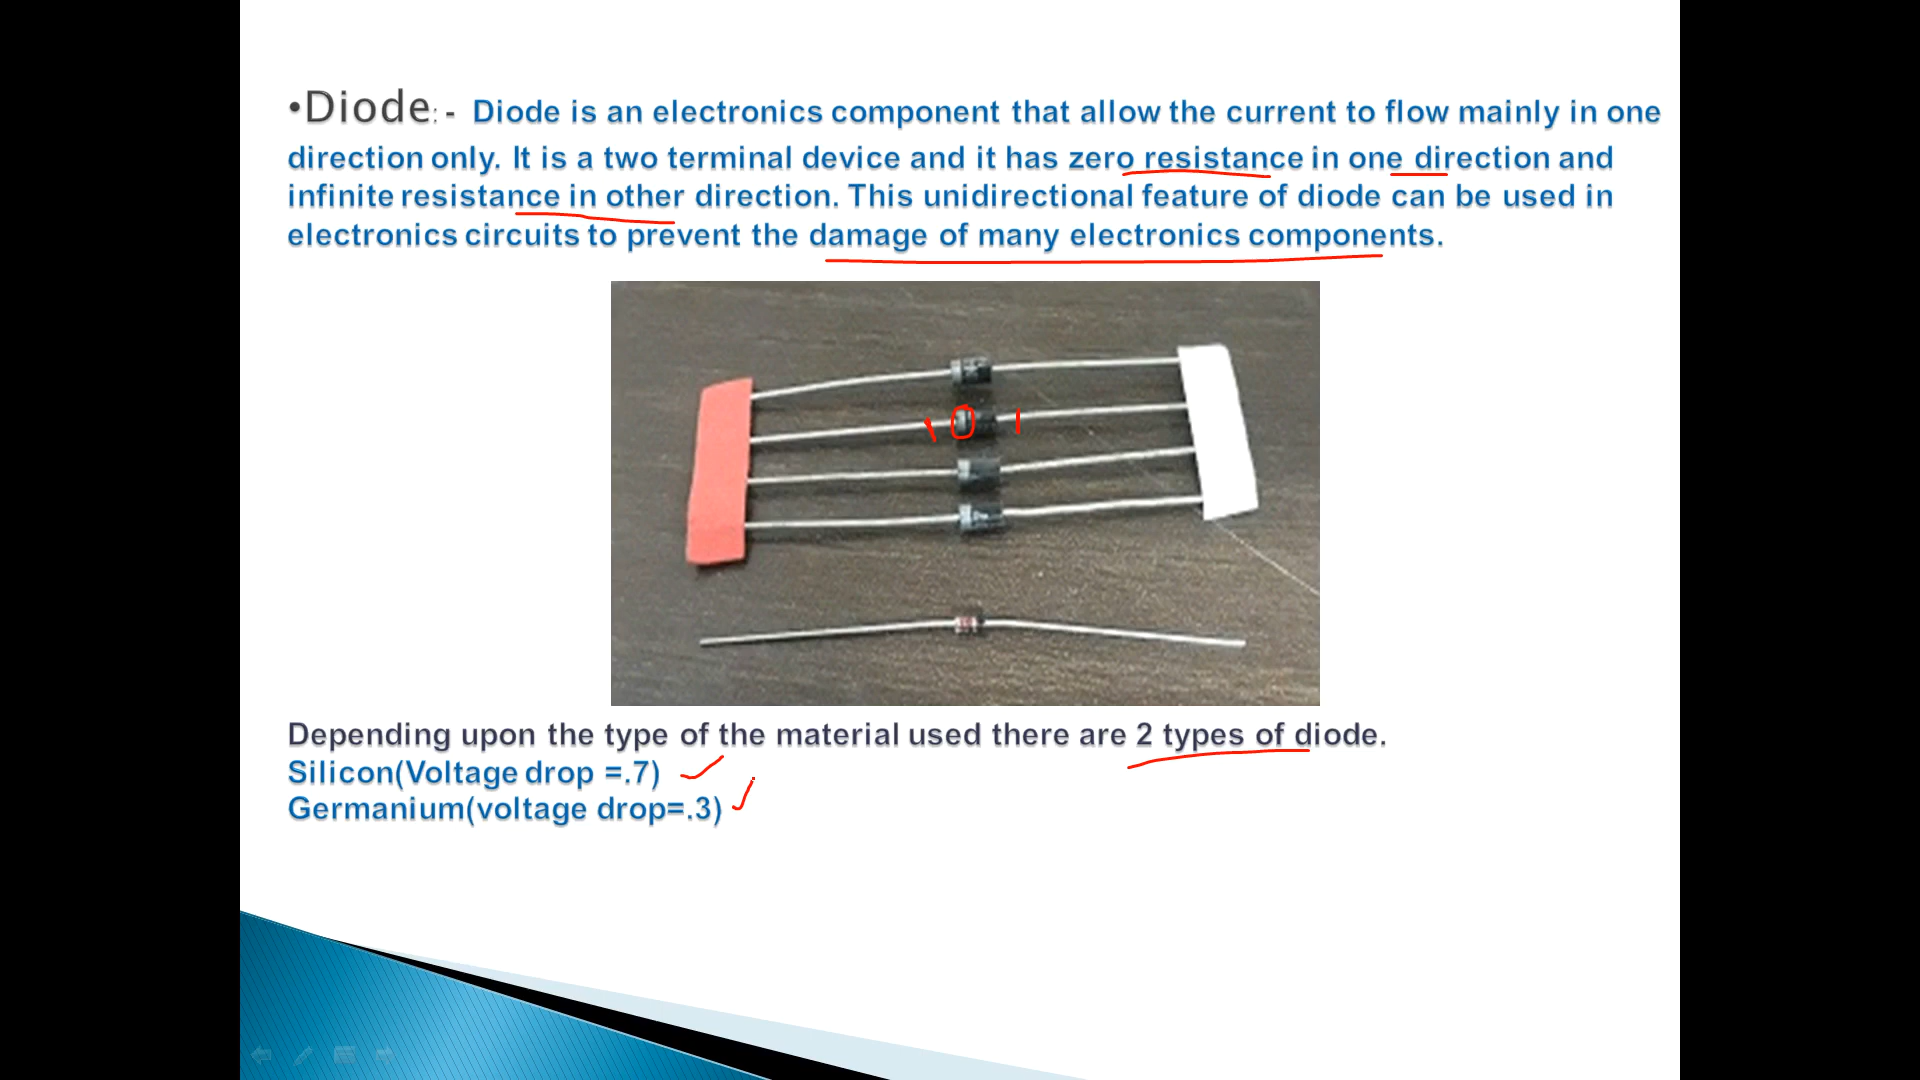 •Diode:- Diode is an electronics component that allow the current to flow mainly in one
direction only. It is a two terminal device and it has zero resistance in one direction and
infinite resistance in other direction. This unidirectional feature of diode can be used in
electronics circuits to prevent the damage of many electronics components.
Depending upon the type of the material used there are 2 types of diode.
Silicon(Voltage drop =.7)
Germanium(voltage drop=.3)